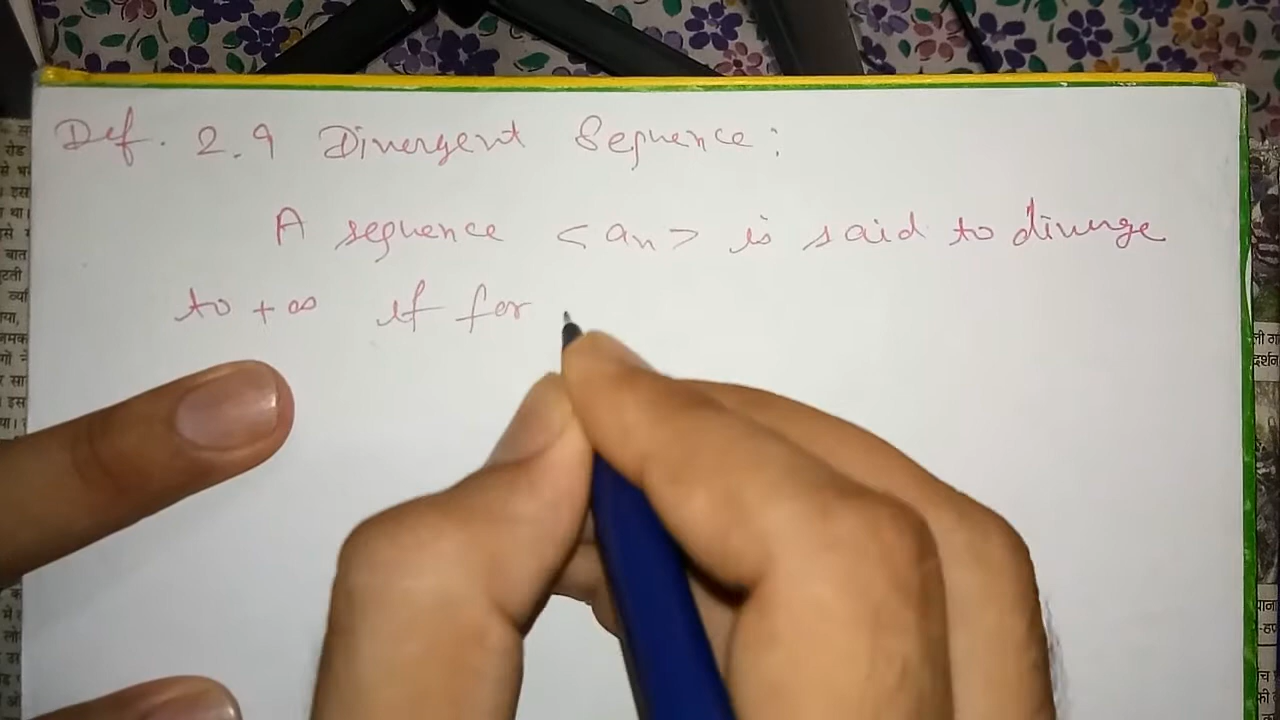 Def. 2.9 Divergent Sequence:
A sequence <an> is said to diverge
to +∞ if for